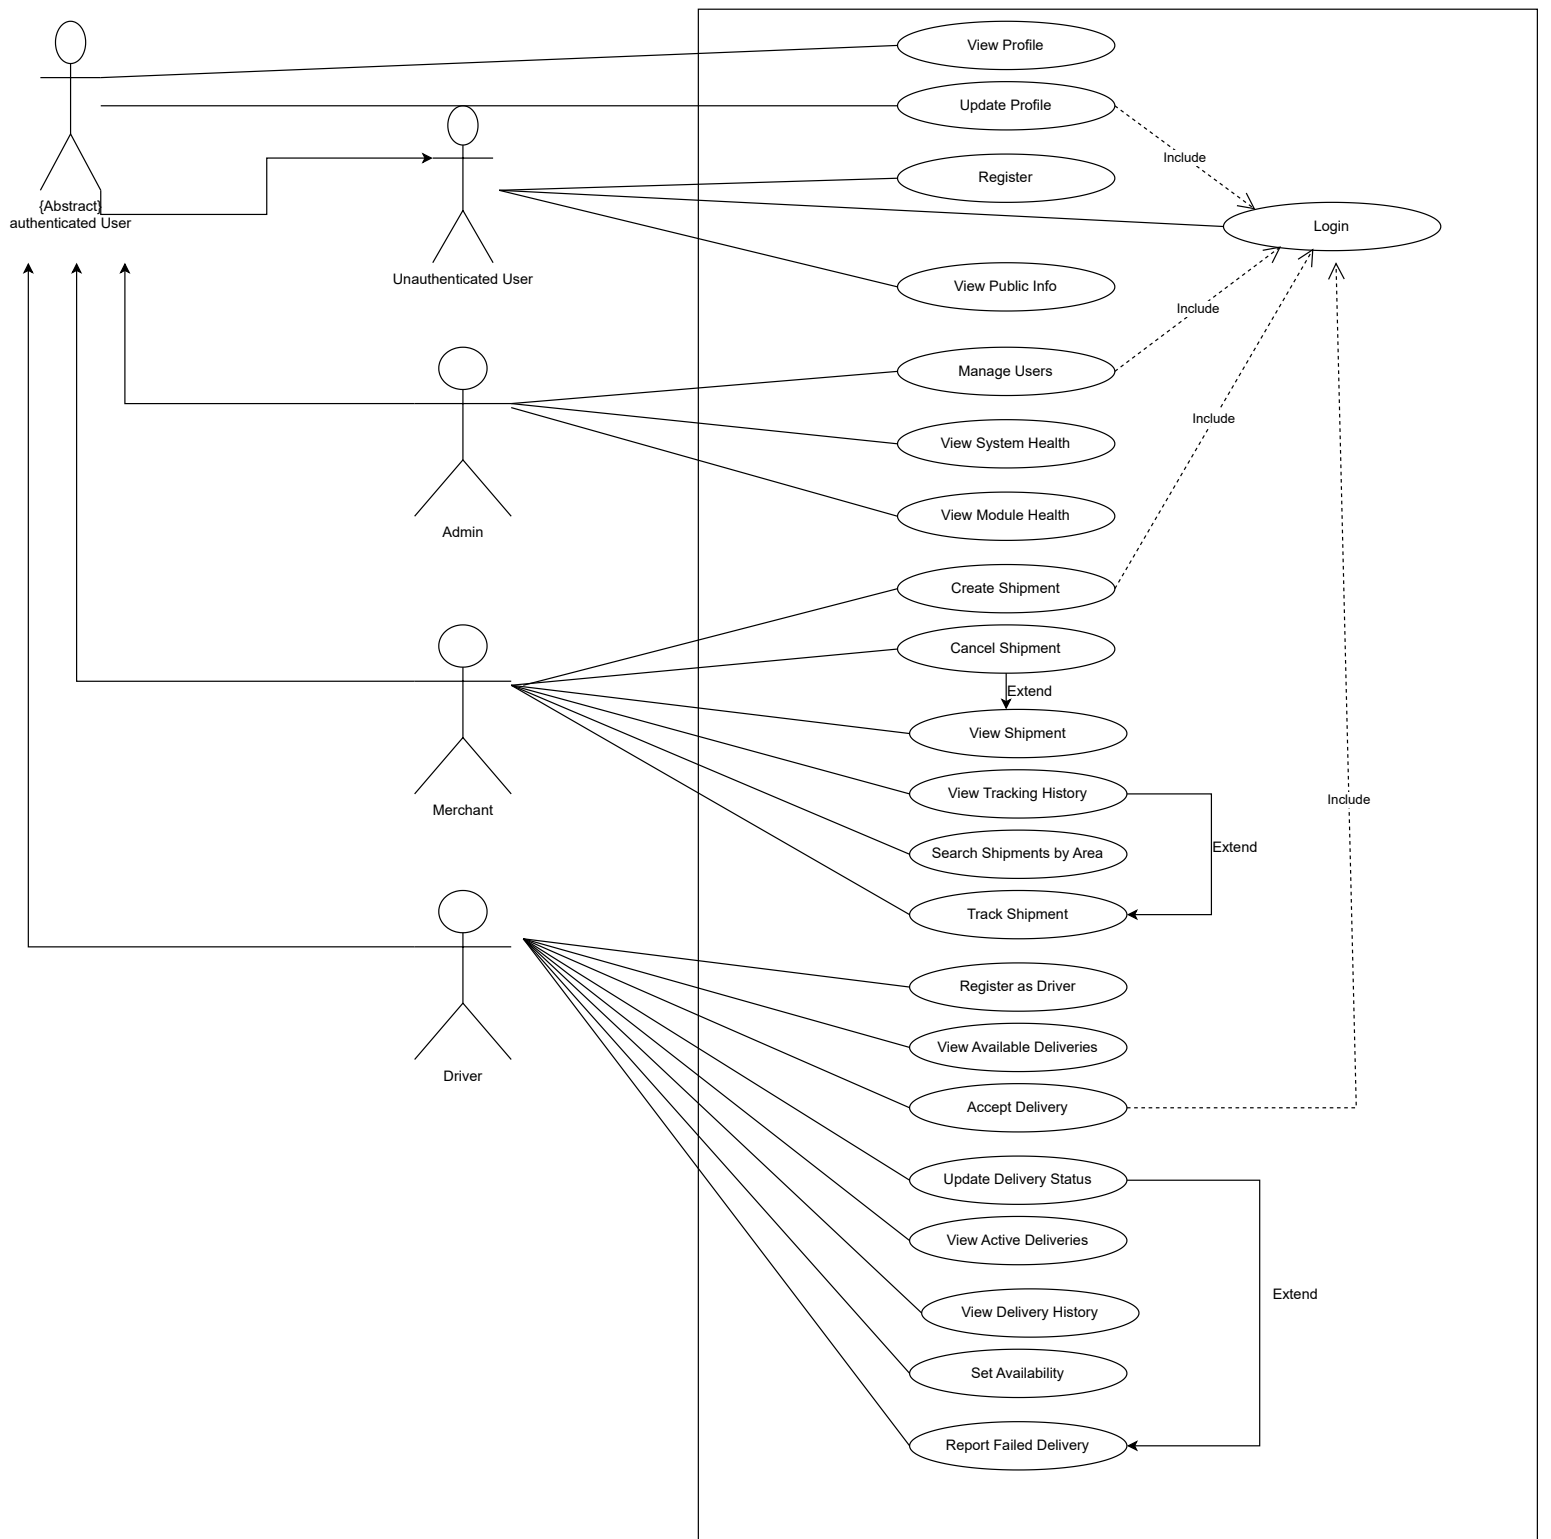 View Profile
Update Profile
Include
Register
{Abstract}
authenticated User
Login
Unauthenticated User
View Public Info
Include
Manage Users
Include
View System Health
View Module Health
Admin
Create Shipment
Cancel Shipment
Extend
View Shipment
View Tracking History
Include
Merchant
Extend
Search Shipments by Area
Track Shipment
Register as Driver
View Available Deliveries
Driver
Accept Delivery
Update Delivery Status
View Active Deliveries
Extend
View Delivery History
Set Availability
Report Failed Delivery